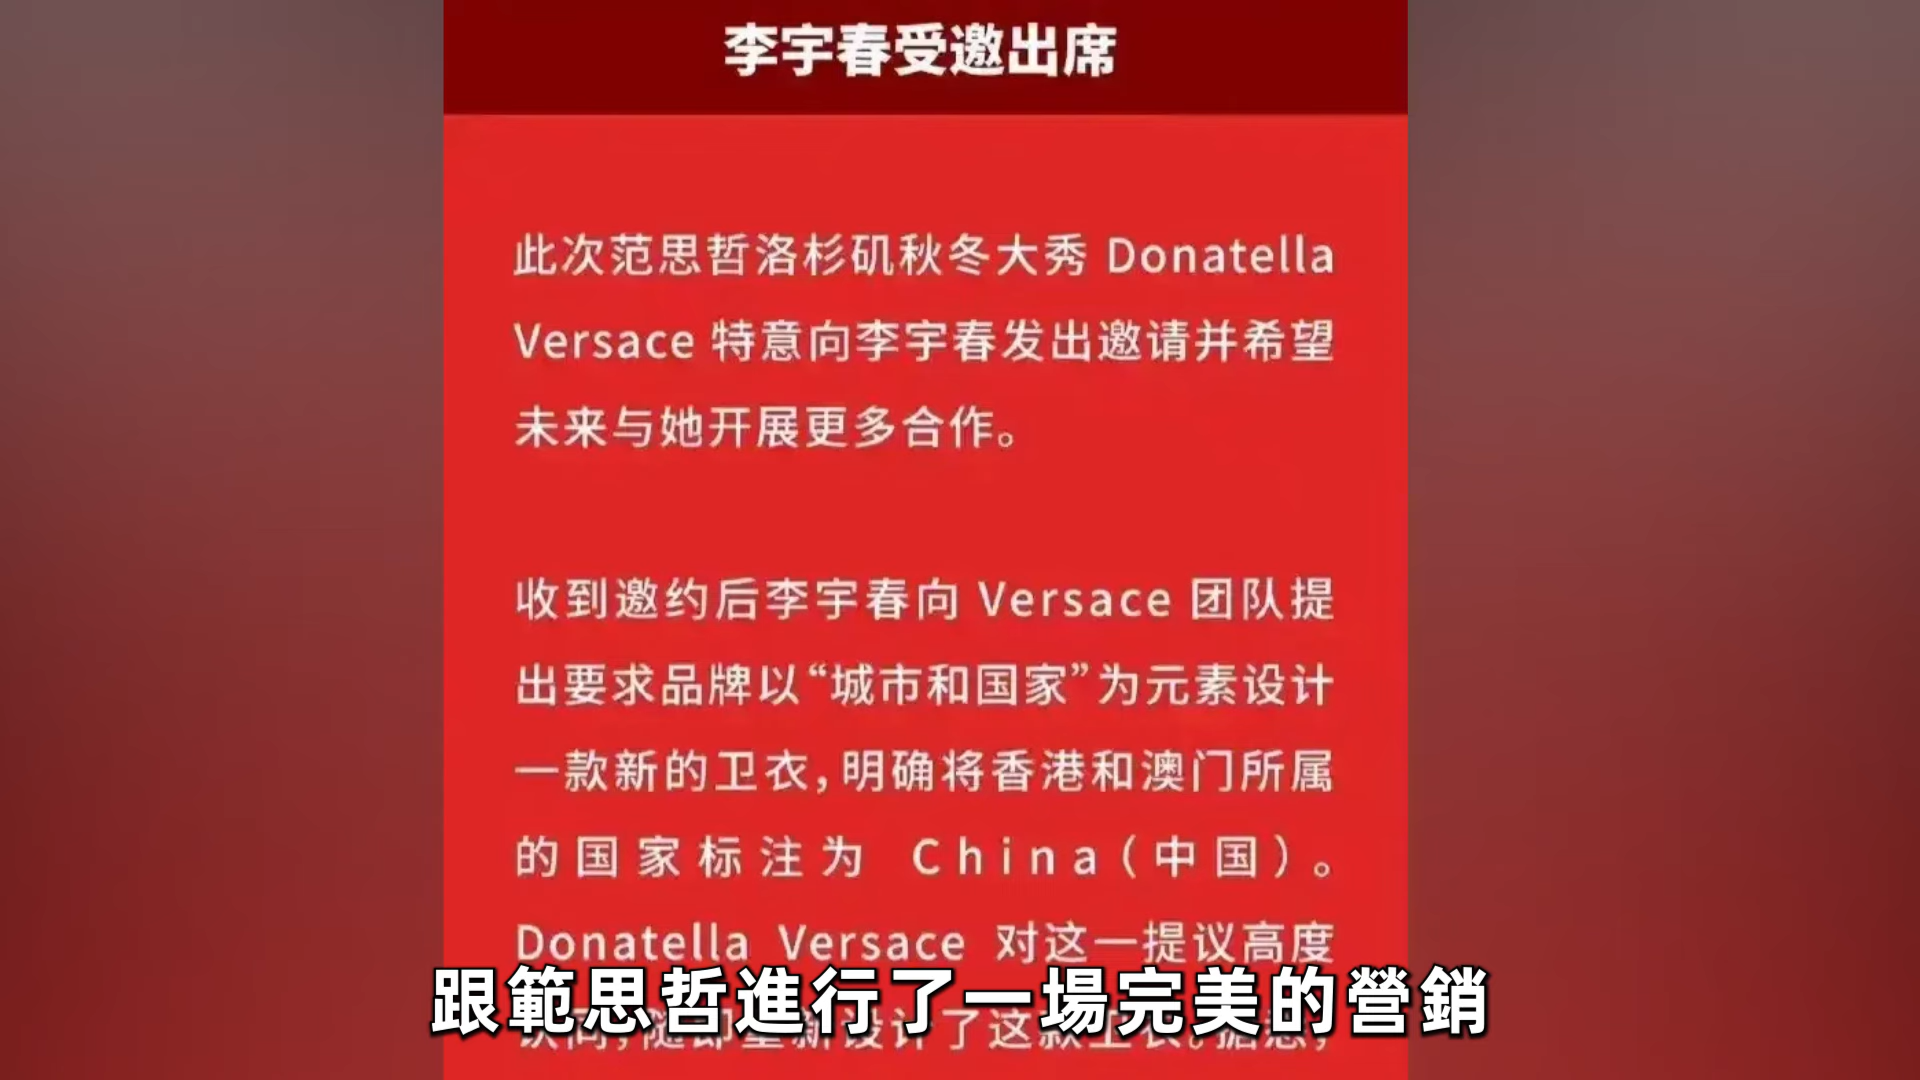 李宇春受邀出席
此次范思哲洛杉矶秋冬大秀 Donatella
Versace 特意向李宇春发出邀请并希望
未来与她开展更多合作。
收到邀约后李宇春向 Versace 团队提
出要求品牌以“城市和国家”为元素设计
一款新的卫衣，明确将香港和澳门所属
的国家标注为 China（中国）。
Donatella Versace 对这一提议高度
跟範思哲進行了一場完美的營銷